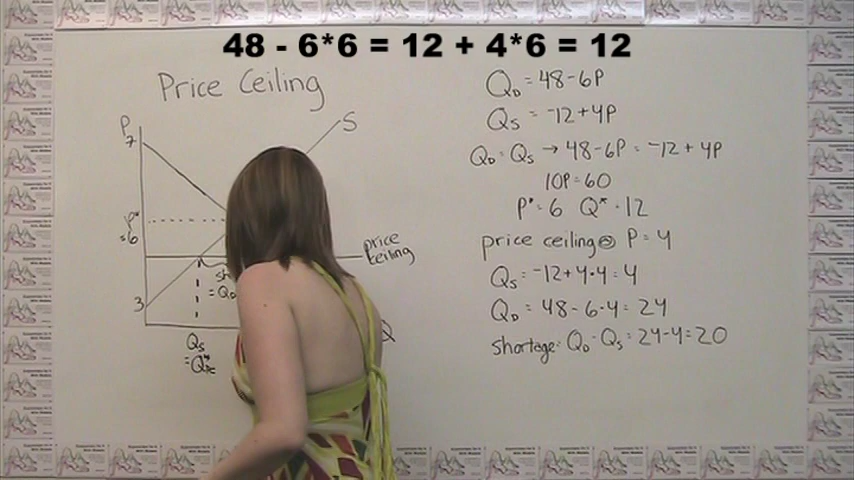 48 - 6*6 = 12 + 4*6 = 12
Price Ceiling
P
7
S
P*
=6
price
ceiling
3
sh
=QD
Q
QS
QD = 48-6P
QS = -12+4P
QD = QS → 48-6P = -12 + 4P
10P = 60
P* = 6 Q* = 12
price ceiling @ P = 4
QS = -12+4·4 = 4
QD = 48-6·4 = 24
shortage: QD - QS = 24-4 = 20